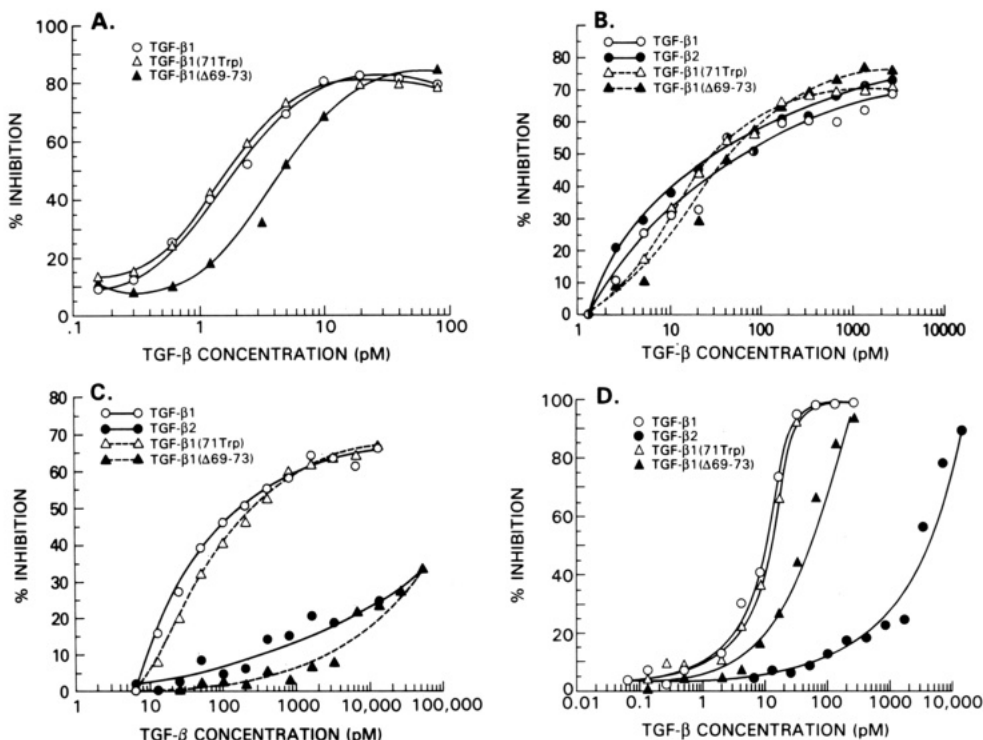 A.
TGF-β1
TGF-β1(71Trp)
TGF-β1(Δ69-73)
% INHIBITION
100
80
60
40
20
0
.1
1
10
100
TGF-β CONCENTRATION (pM)
B.
TGF-β1
TGF-β2
TGF-β1(71Trp)
TGF-β1(Δ69-73)
% INHIBITION
80
70
60
50
40
30
20
10
0
1
10
100
1000
10000
TGF-β CONCENTRATION (pM)
C.
TGF-β1
TGF-β2
TGF-β1(71Trp)
TGF-β1(Δ69-73)
% INHIBITION
80
70
60
50
40
30
20
10
0
1
10
100
1000
10,000
100,000
TGF-β CONCENTRATION (pM)
D.
TGF-β1
TGF-β2
TGF-β1(71Trp)
TGF-β1(Δ69-73)
% INHIBITION
100
80
60
40
20
0
0.01
0.1
1
10
100
1000
10,000
TGF-β CONCENTRATION (pM)